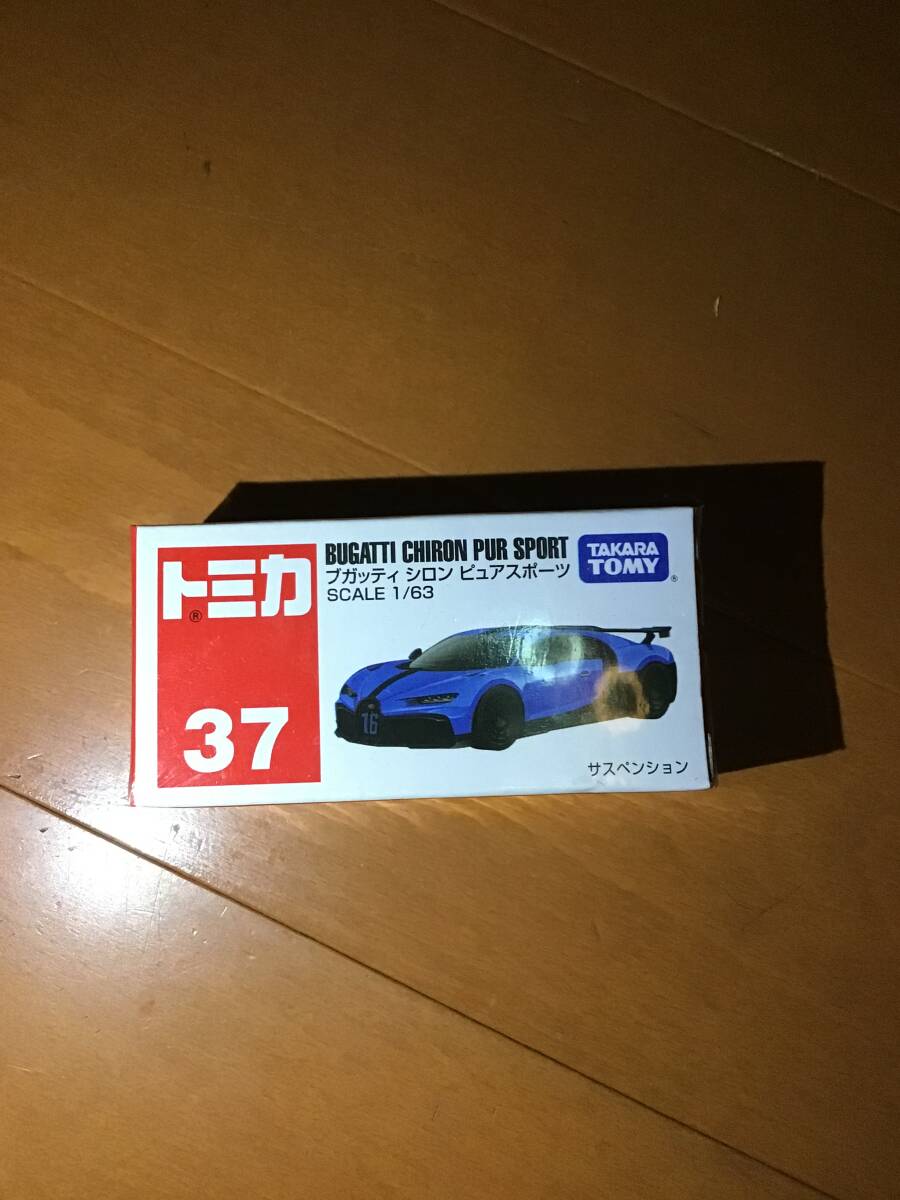 トミカ
®
37
BUGATTI CHIRON PUR SPORT
ブガッティ シロン ピュアスポーツ
SCALE 1/63
TAKARA
TOMY
®
16
サスペンション